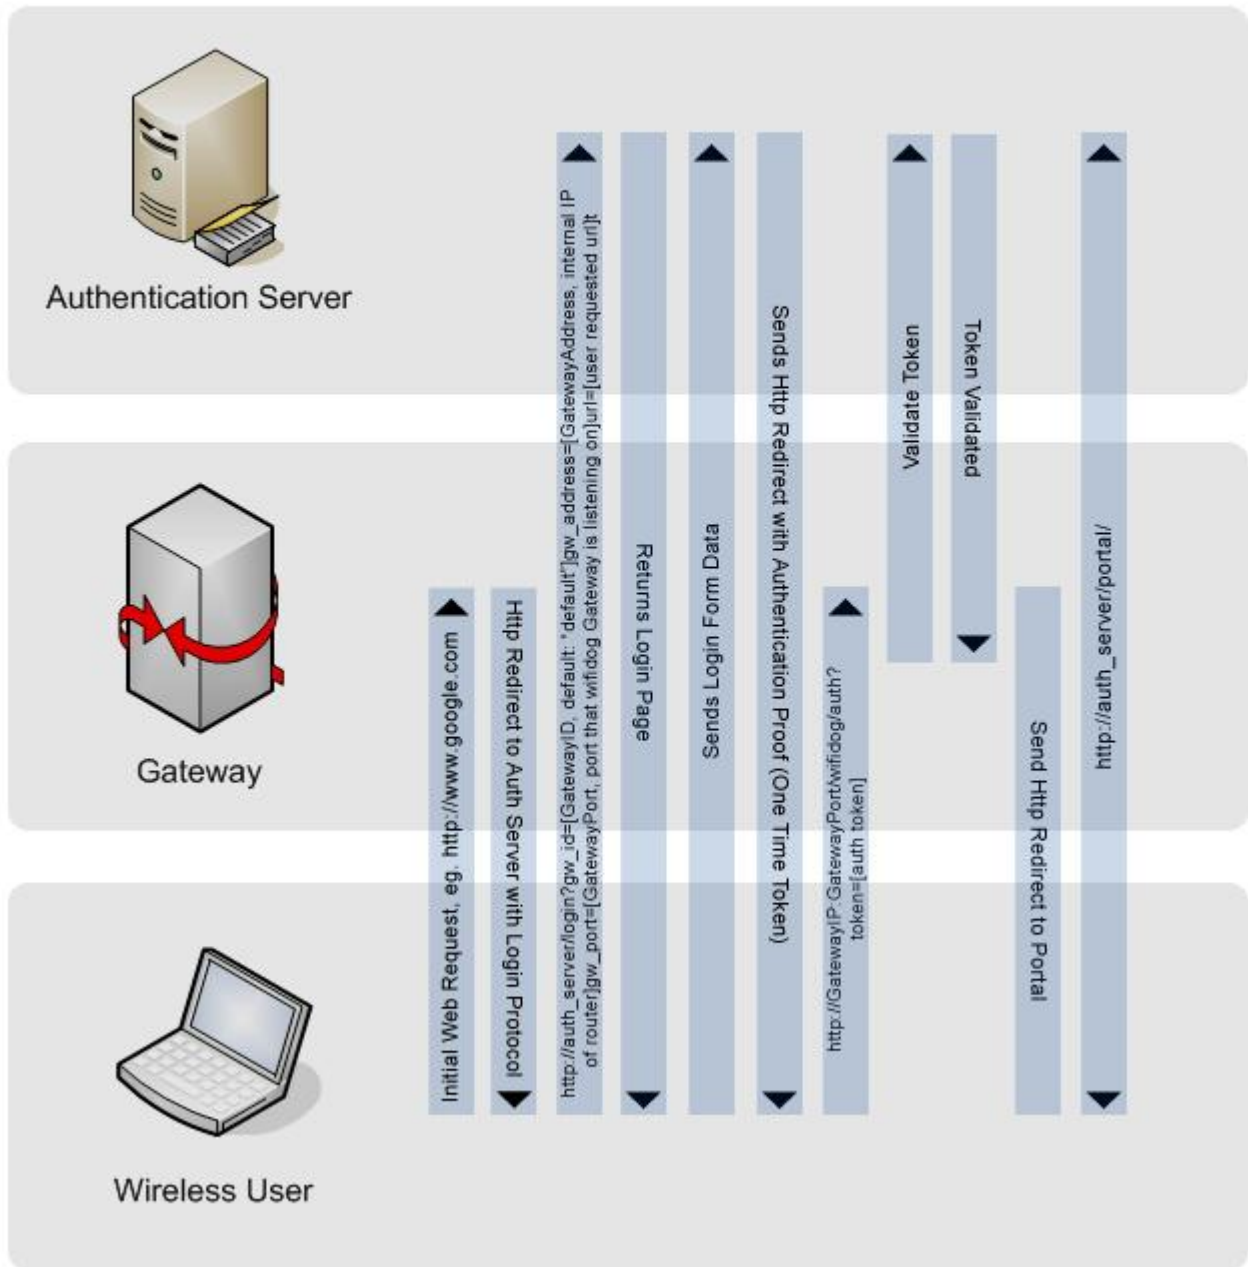 Authentication Server
Gateway
Wireless User
Initial Web Request, eg. http://www.google.com
Http Redirect to Auth Server with Login Protocol
http://auth_server/login?gw_id=[GatewayID, default: "default"]gw_address=[GatewayAddress, internal IP
of router]gw_port=[GatewayPort, port that wifidog Gateway is listening on]url=[user requested url]
Returns Login Page
Sends Login Form Data
Sends Http Redirect with Authentication Proof (One Time Token)
http://GatewayIP:GatewayPort/wifidog/auth?
token=[auth token]
Validate Token
Token Validated
Send Http Redirect to Portal
http://auth_server/portal/